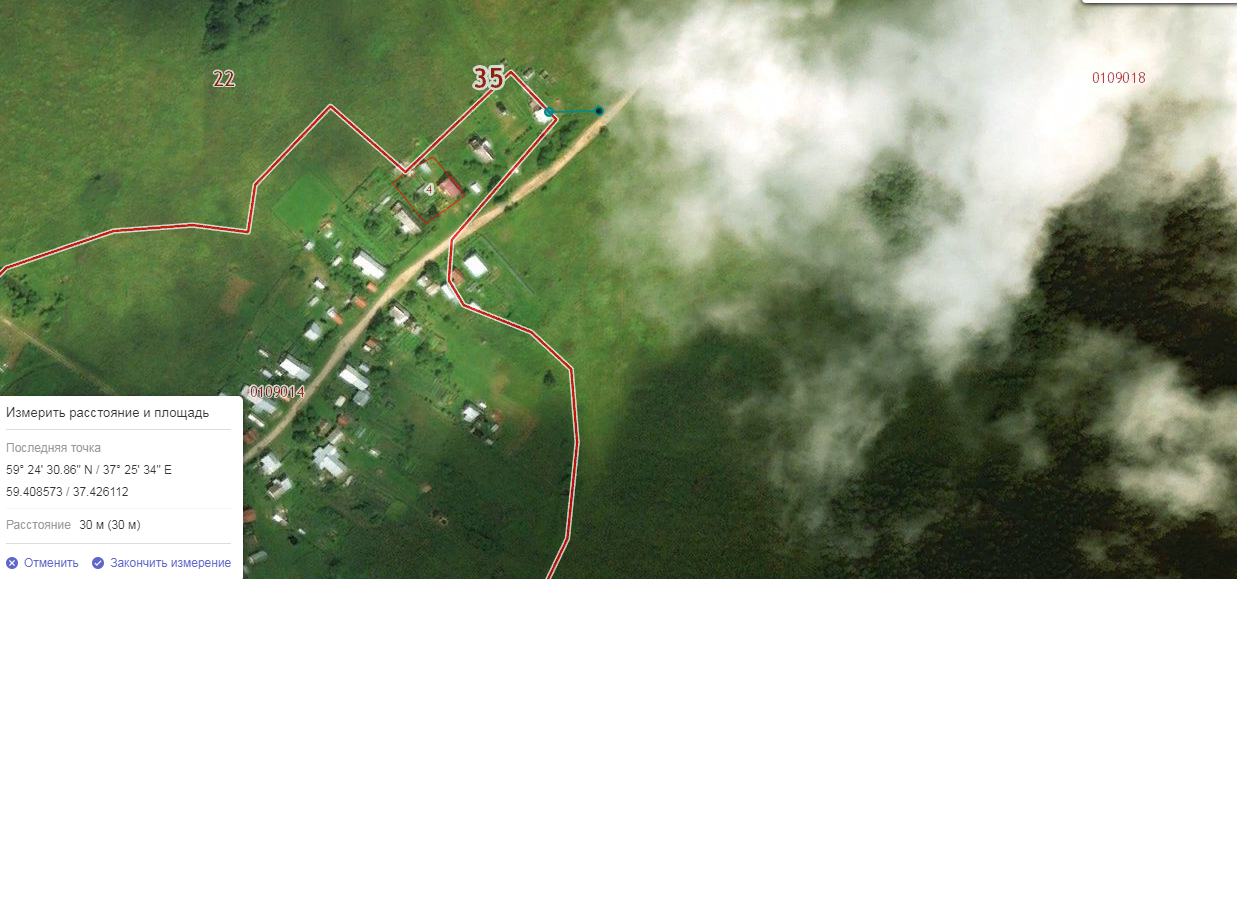 22
35
0109018
4
0109014
Измерить расстояние и площадь
Последняя точка
59° 24' 30.86" N / 37° 25' 34" E
59.408573 / 37.426112
Расстояние 30 м (30 м)
Отменить Закончить измерение